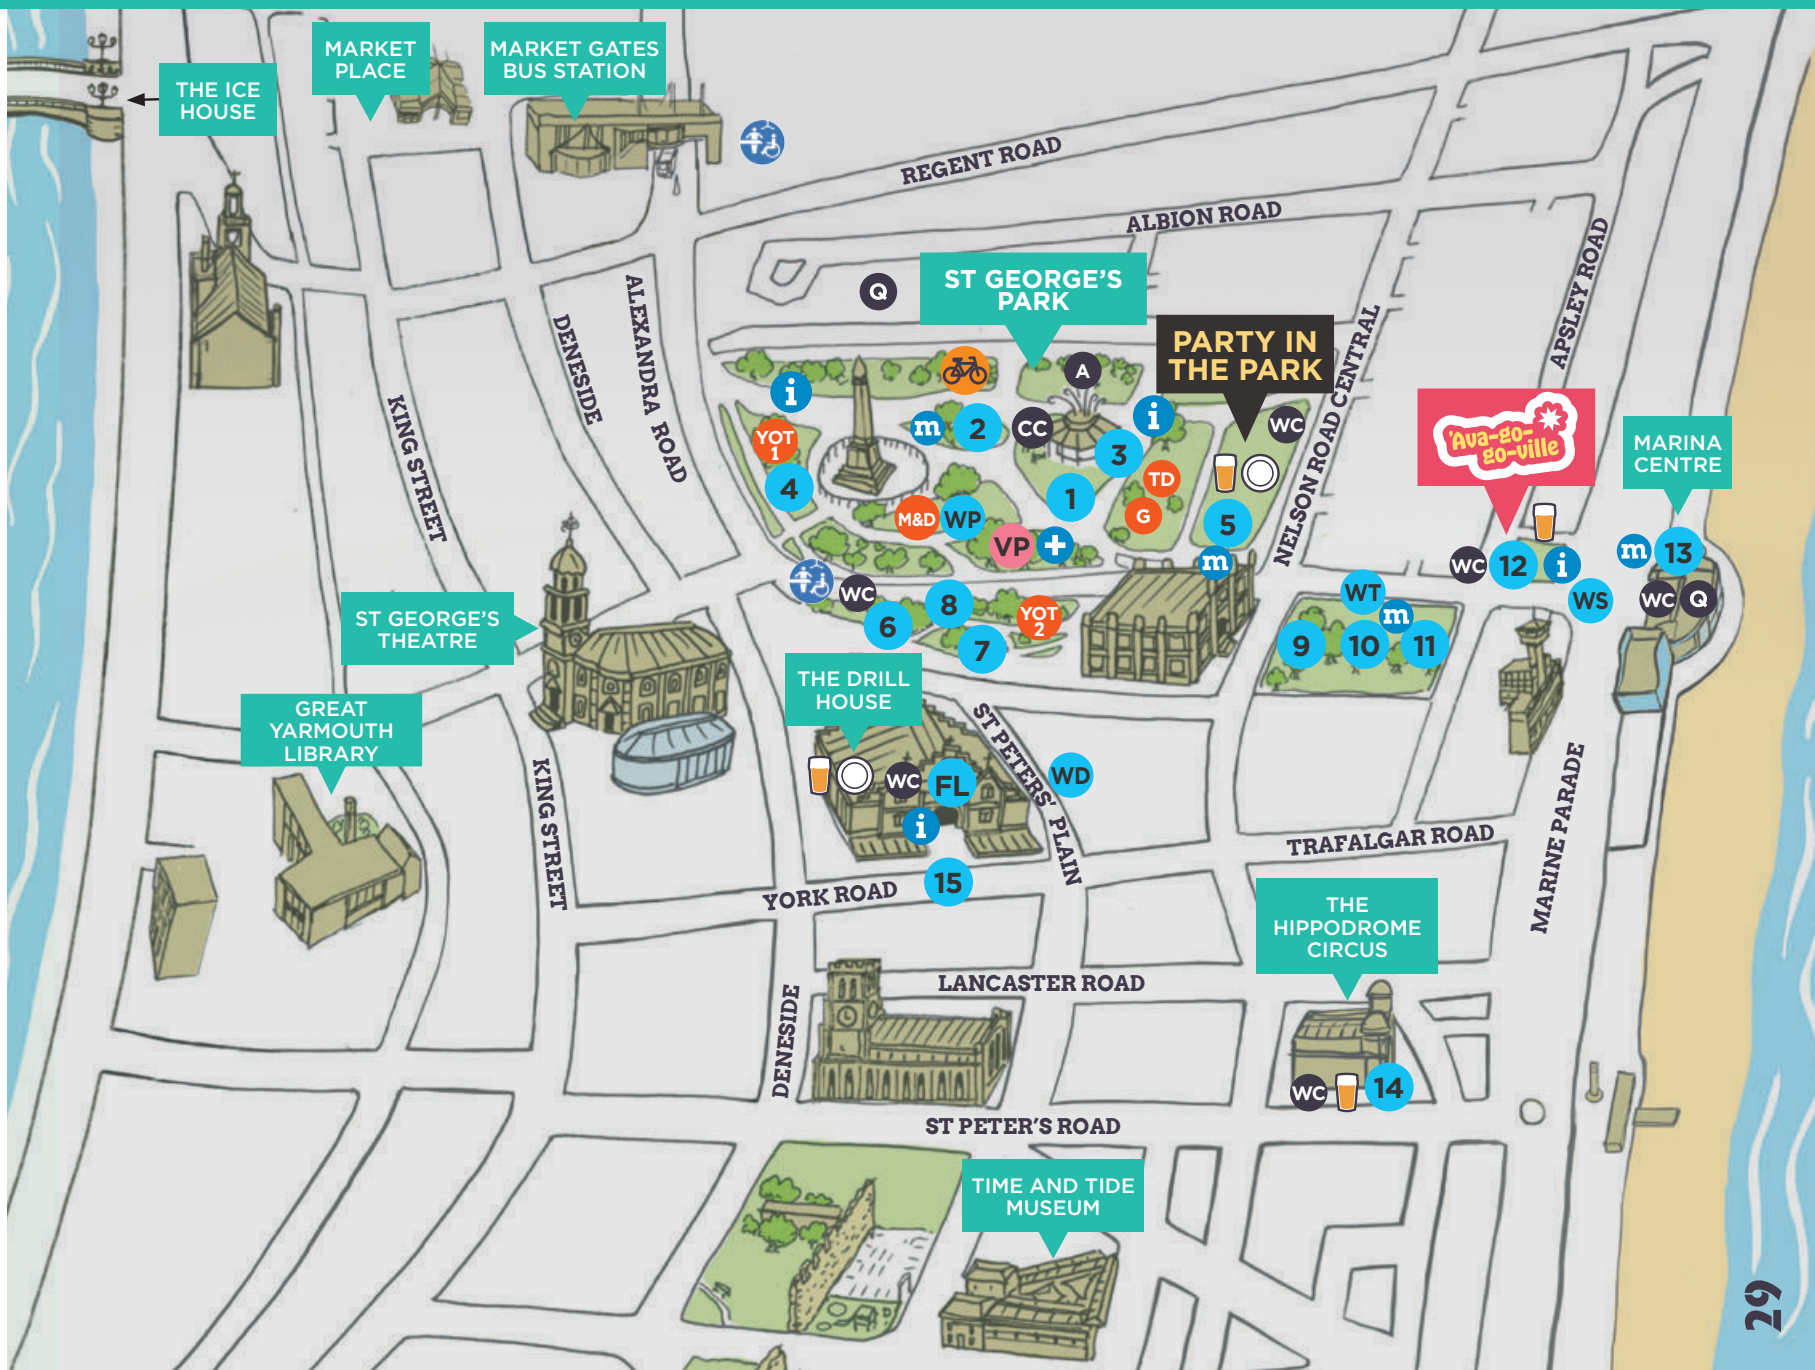 MARKET
PLACE
MARKET GATES
BUS STATION
THE ICE
HOUSE
REGENT ROAD
ALBION ROAD
APSLEY ROAD
ST GEORGE'S
PARK
Q
ALEXANDRA ROAD
DENESIDE
KING STREET
PARTY IN
THE PARK
NELSON ROAD CENTRAL
A
i
i
m
2
CC
WC
YOT
1
4
3
1
TD
G
5
M&D
WP
VP
m
'Ava-go-
go-ville
MARINA
CENTRE
WC
12
i
m
13
WS
WC
Q
WC
6
8
7
YOT
2
WT
m
9
10
11
ST GEORGE'S
THEATRE
GREAT
YARMOUTH
LIBRARY
THE DRILL
HOUSE
ST PETERS' PLAIN
WC
FL
WD
i
KING STREET
TRAFALGAR ROAD
MARINE PARADE
15
YORK ROAD
THE
HIPPODROME
CIRCUS
LANCASTER ROAD
DENESIDE
WC
14
ST PETER'S ROAD
TIME AND TIDE
MUSEUM
29